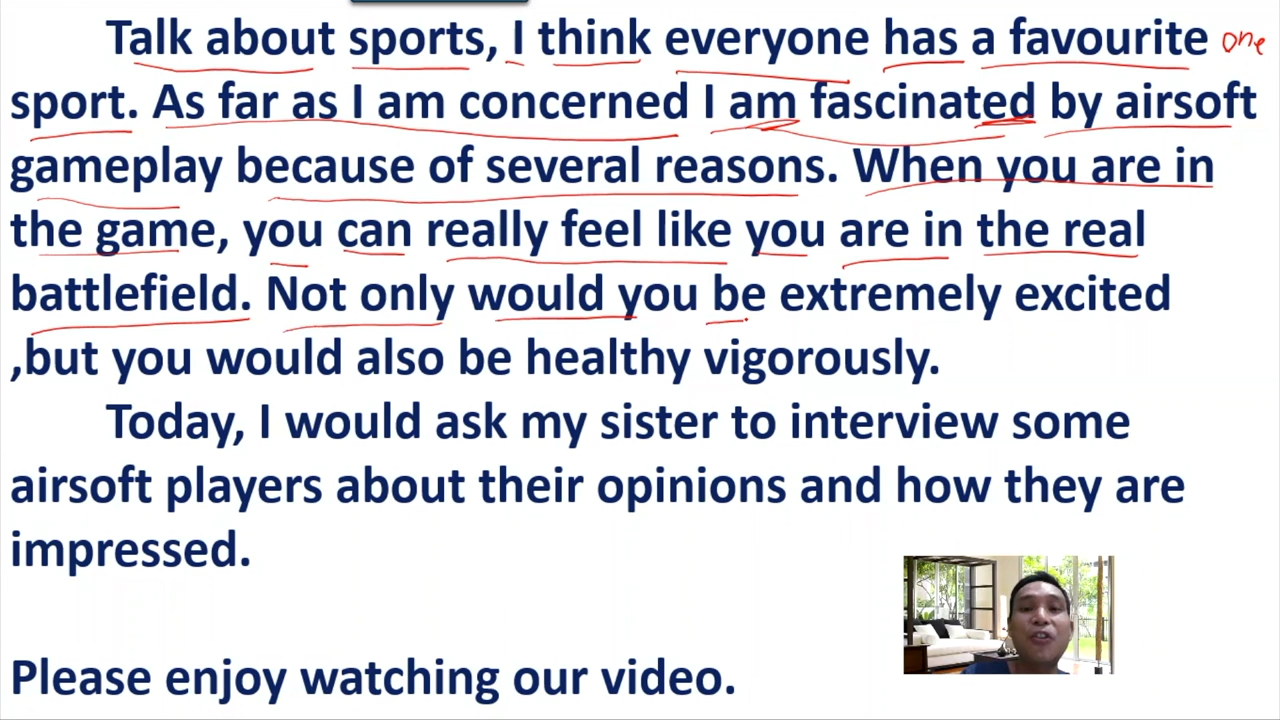 Talk about sports, I think everyone has a favourite one
sport. As far as I am concerned I am fascinated by airsoft
gameplay because of several reasons. When you are in
the game, you can really feel like you are in the real
battlefield. Not only would you be extremely excited
,but you would also be healthy vigorously.
Today, I would ask my sister to interview some
airsoft players about their opinions and how they are
impressed.
Please enjoy watching our video.